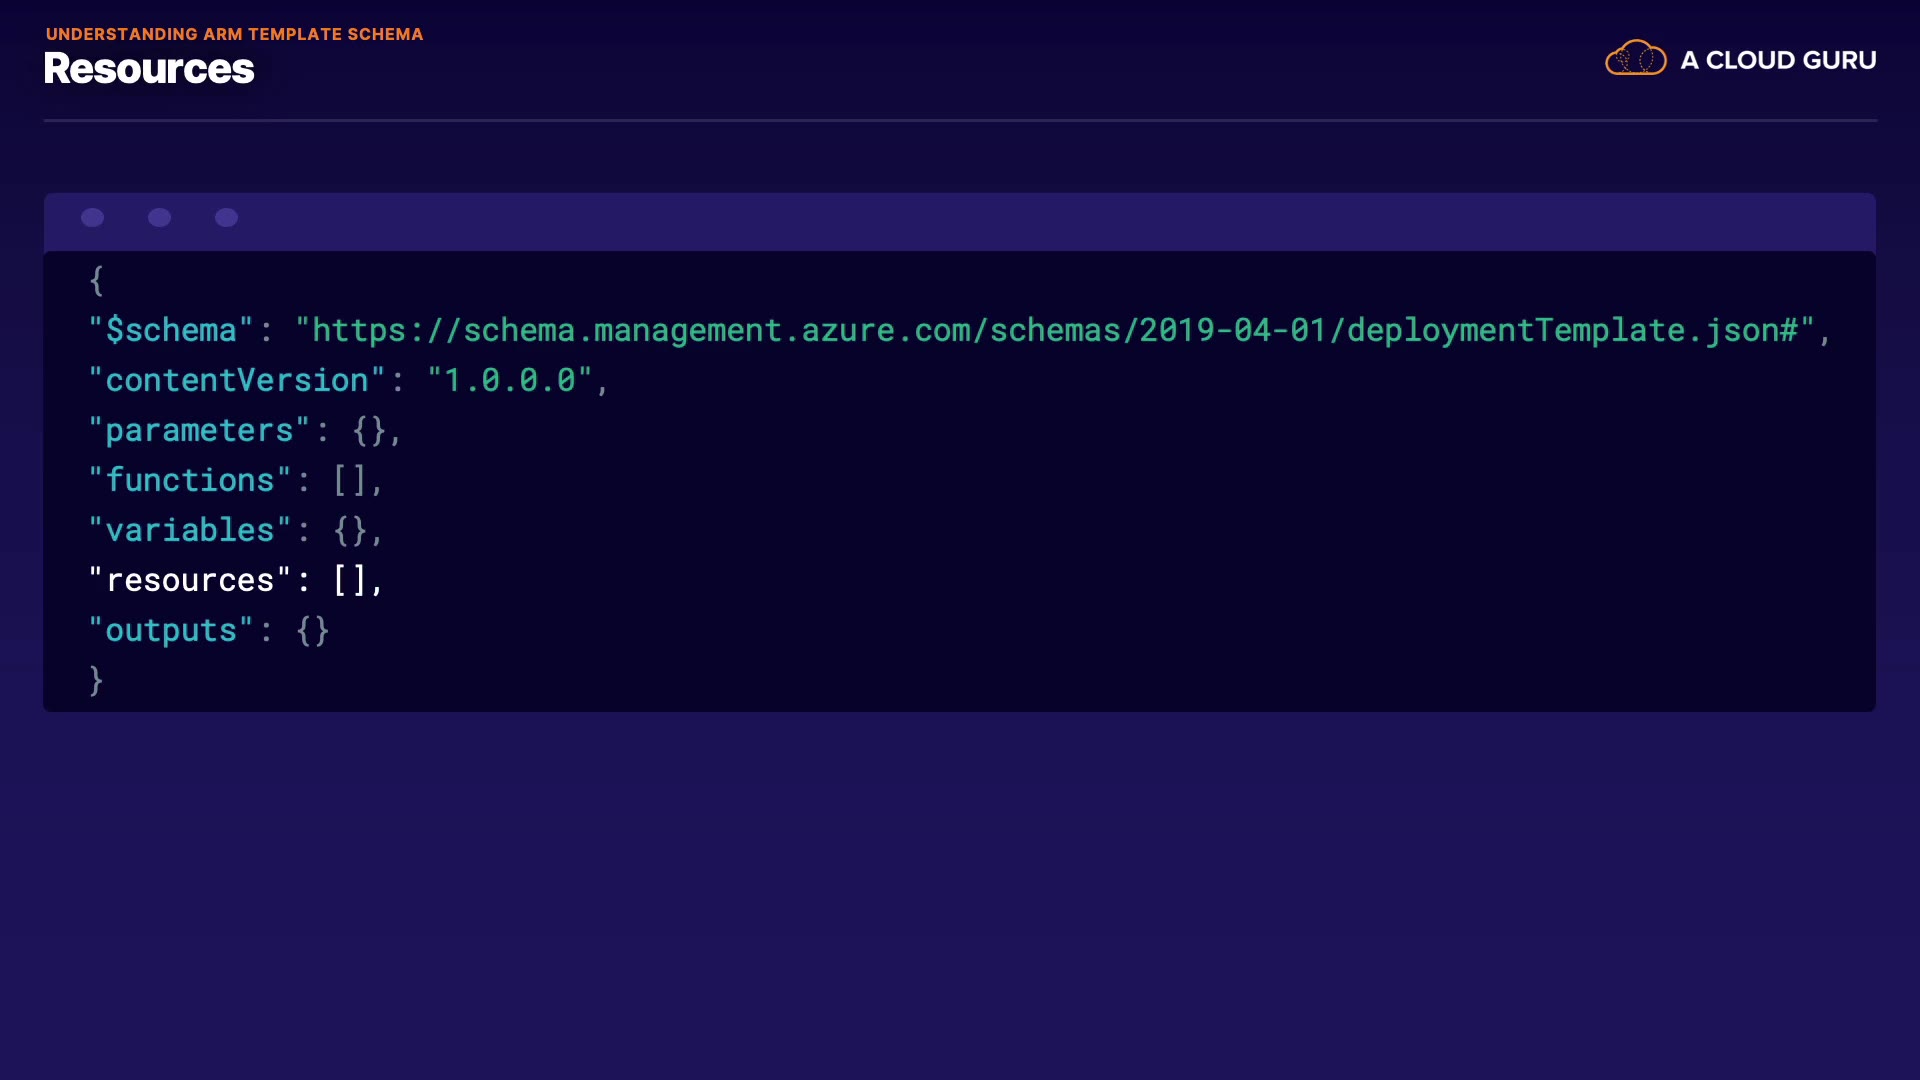 UNDERSTANDING ARM TEMPLATE SCHEMA
Resources
A CLOUD GURU
{
"$schema": "https://schema.management.azure.com/schemas/2019-04-01/deploymentTemplate.json#",
"contentVersion": "1.0.0.0",
"parameters": {},
"functions": [],
"variables": {},
"resources": [],
"outputs": {}
}